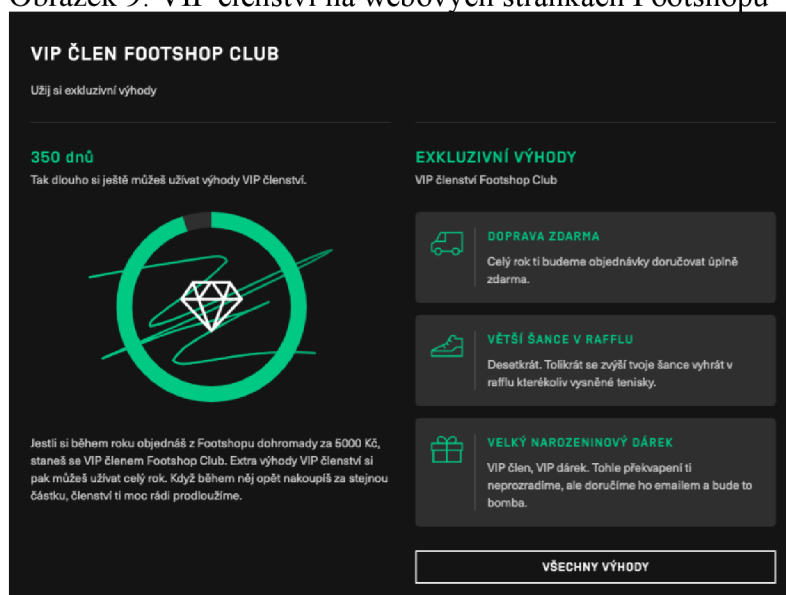 Obrázek 9: VIP členství na webových stránkách Footshopu
VIP ČLEN FOOTSHOP CLUB
Užij si exkluzivní výhody
350 dnů
Tak dlouho si ještě můžeš užívat výhody VIP členství.
Jestli si během roku objednáš z Footshopu dohromady za 5000 Kč,
staneš se VIP členem Footshop Club. Extra výhody VIP členství si
pak můžeš užívat celý rok. Když během něj opět nakoupíš za stejnou
částku, členství ti moc rádi prodloužíme.
EXKLUZIVNÍ VÝHODY
VIP členství Footshop Club
DOPRAVA ZDARMA
Celý rok ti budeme objednávky doručovat úplně
zdarma.
VĚTŠÍ ŠANCE V RAFFLU
Desetkrát. Tolikrát se zvýší tvoje šance vyhrát v
rafflu kterékoliv vysněné tenisky.
VELKÝ NAROZENINOVÝ DÁREK
VIP člen, VIP dárek. Tohle překvapení ti
neprozradíme, ale doručíme ho emailem a bude to
bomba.
VŠECHNY VÝHODY